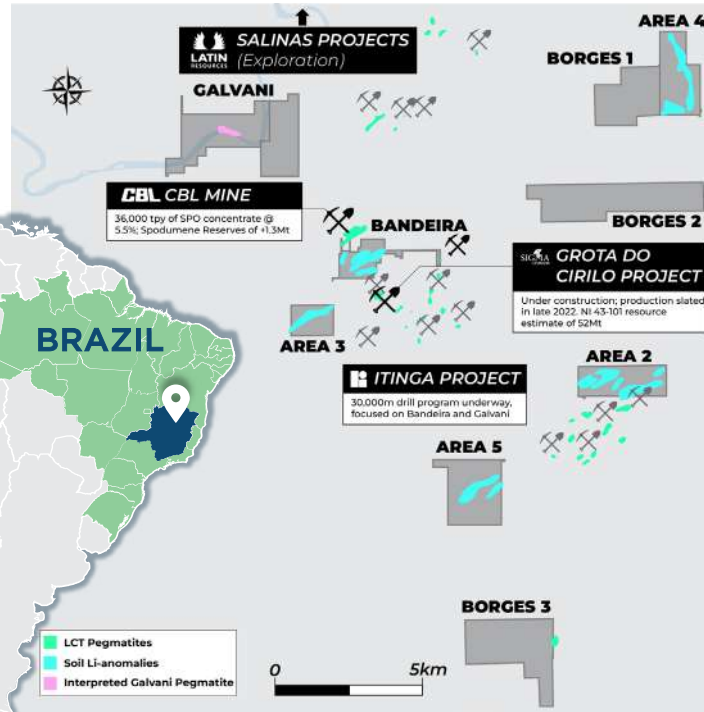 LATIN
RESOURCES
SALINAS PROJECTS
(Exploration)
GALVANI
AREA 4
BORGES 1
CBL CBL MINE
36,000 tpy of SPO concentrate @
5.5%; Spodumene Reserves of +1.3Mt
BANDEIRA
BORGES 2
SIGMA
GROTA DO
CIRILO PROJECT
Under construction; production slated
in late 2022. NI 43-101 resource
estimate of 52Mt
BRAZIL
AREA 3
AREA 2
ITINGA PROJECT
30,000m drill program underway,
focused on Bandeira and Galvani
AREA 5
BORGES 3
LCT Pegmatites
Soil Li-anomalies
Interpreted Galvani Pegmatite
0
5km